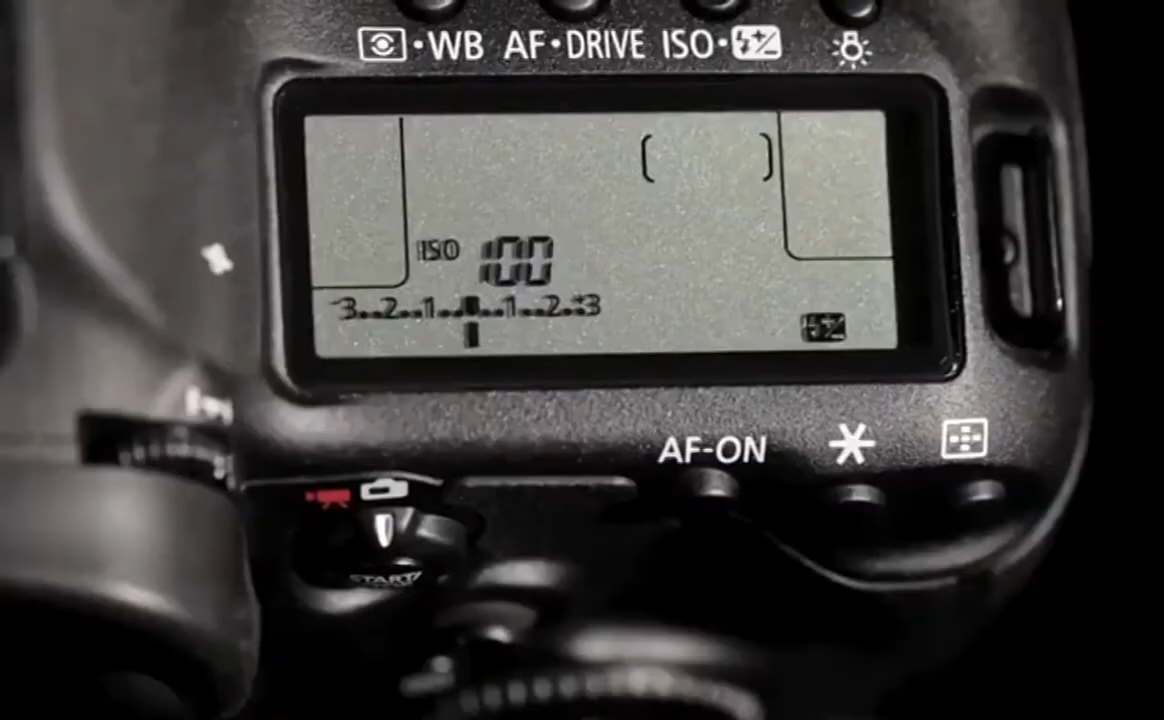 ·WB AF·DRIVE ISO·
ISO 100
-3..2..1..0..1..2..+3
AF-ON
START/